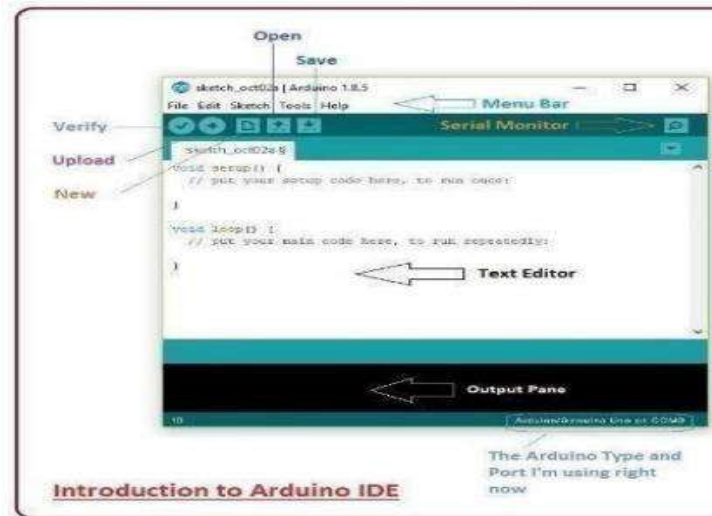 Open
Save
sketch_oct02a | Arduino 1.8.5
File Edit Sketch Tools Help
Menu Bar
Verify
Serial Monitor
Upload
sketch_oct02a §
New
void setup() {
// put your setup code here, to run once:
}
void loop() {
// put your main code here, to run repeatedly:
}
Text Editor
Output Pane
10
Arduino/Genuino Uno on
The Arduino Type and
Port I'm using right
now
Introduction to Arduino IDE